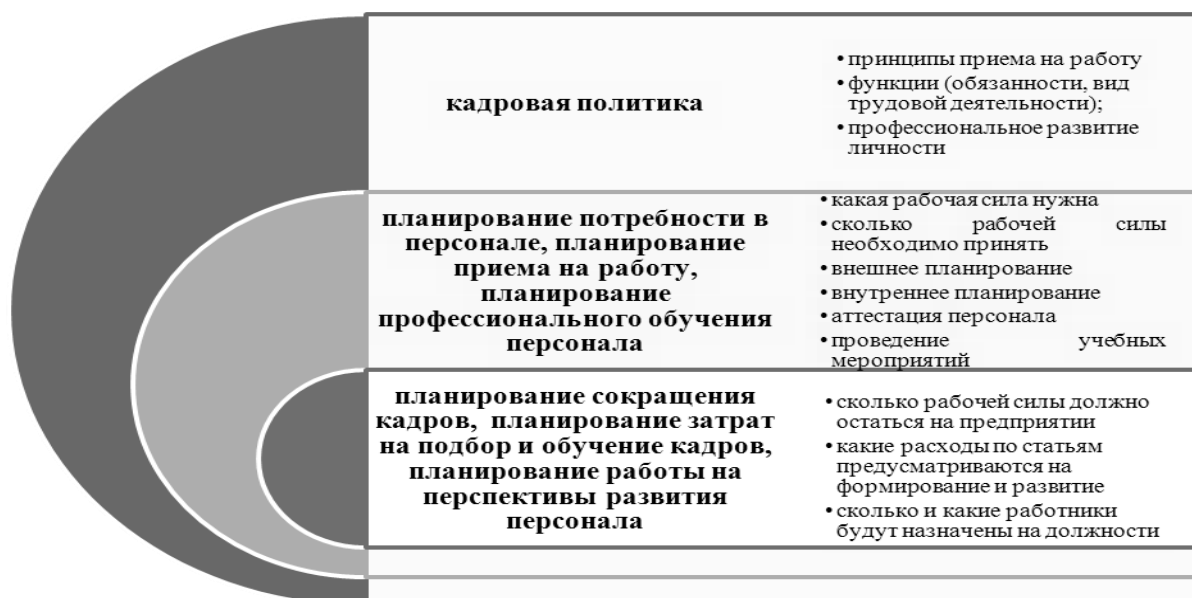 кадровая политика
• принципы приема на работу
• функции (обязанности, вид
трудовой деятельности);
• профессиональное развитие
личности
планирование потребности в
персонале, планирование
приема на работу,
планирование
профессионального обучения
персонала
• какая рабочая сила нужна
• сколько рабочей силы
необходимо принять
• внешнее планирование
• внутреннее планирование
• аттестация персонала
• проведение учебных
мероприятий
планирование сокращения
кадров, планирование затрат
на подбор и обучение кадров,
планирование работы на
перспективы развития
персонала
• сколько рабочей силы должно
остаться на предприятии
• какие расходы по статьям
предусматриваются на
формирование и развитие
• сколько и какие работники
будут назначены на должности